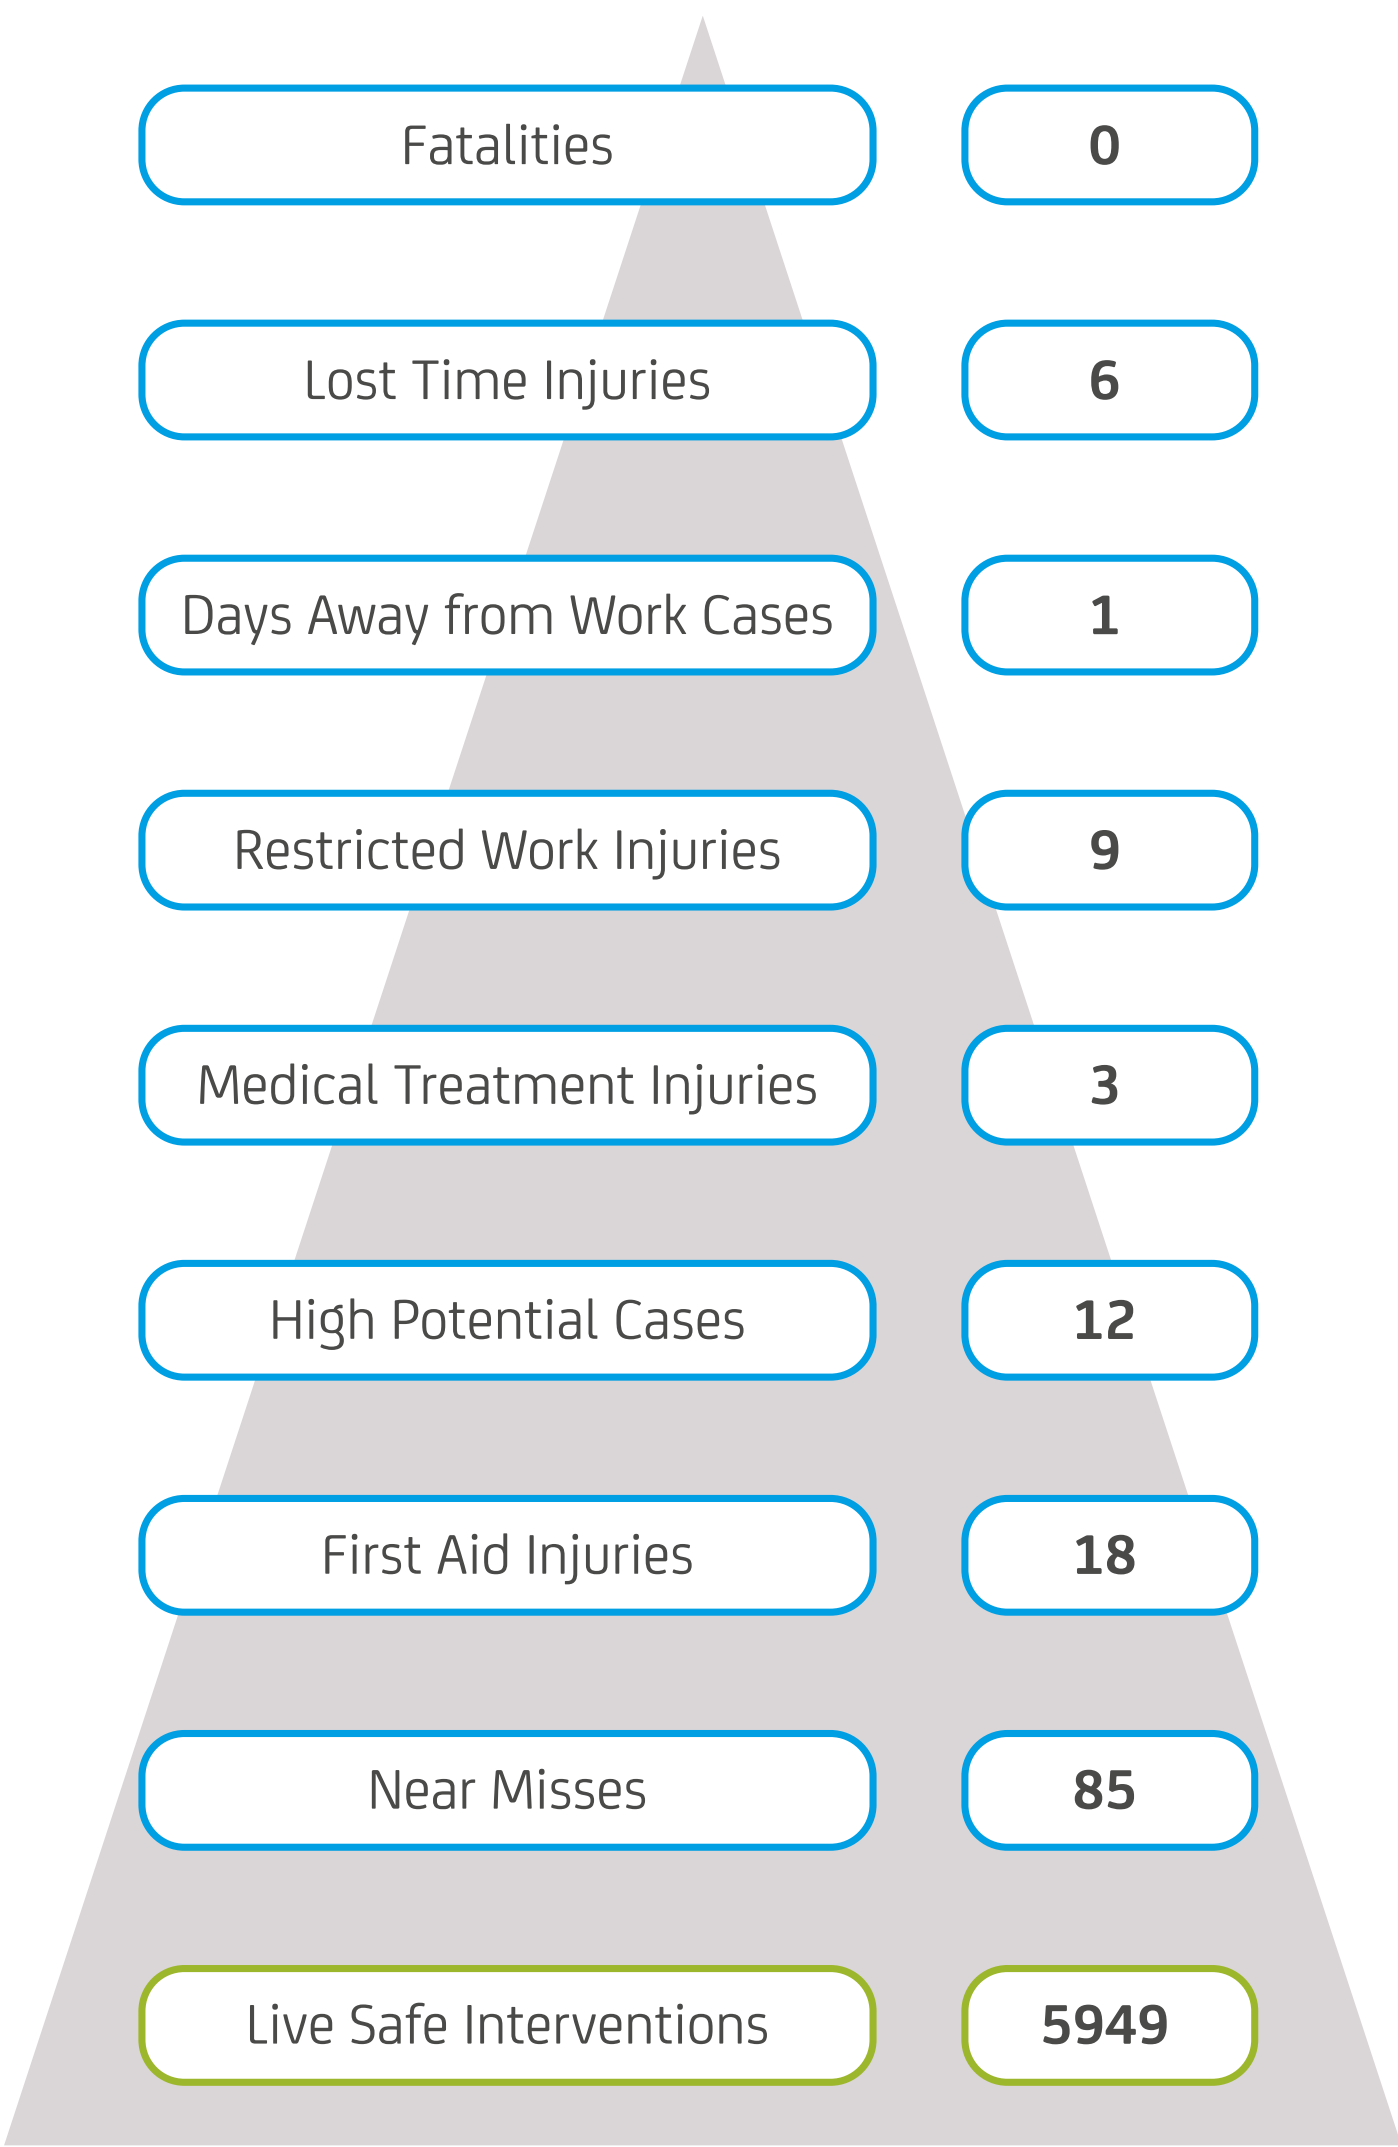 Fatalities 0
Lost Time Injuries 6
Days Away from Work Cases 1
Restricted Work Injuries 9
Medical Treatment Injuries 3
High Potential Cases 12
First Aid Injuries 18
Near Misses 85
Live Safe Interventions 5949